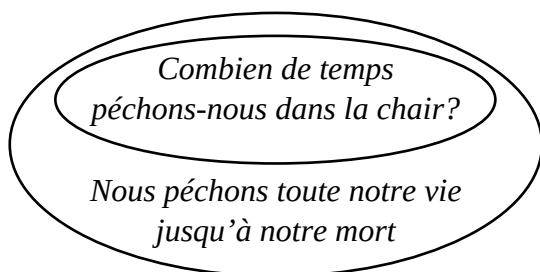 Combien de temps
péchons-nous dans la chair?
Nous péchons toute notre vie
jusqu’à notre mort